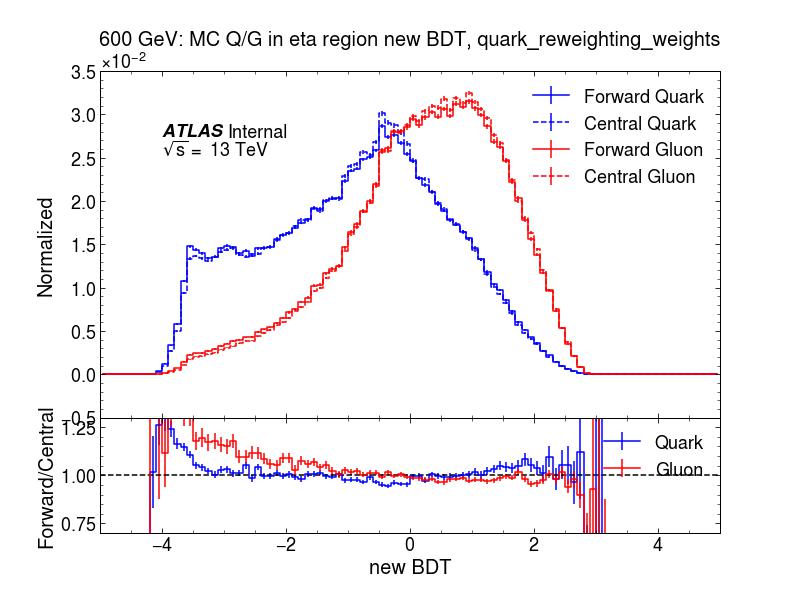 600 GeV: MC Q/G in eta region new BDT, quark_reweighting_weights
×10⁻²
3.5
3.0
2.5
2.0
1.5
1.0
0.5
0.0
−0.5
Normalized
ATLAS Internal
√s = 13 TeV
Forward Quark
Central Quark
Forward Gluon
Central Gluon
1.25
1.00
0.75
Forward/Central
Quark
Gluon
−4
−2
0
2
4
new BDT